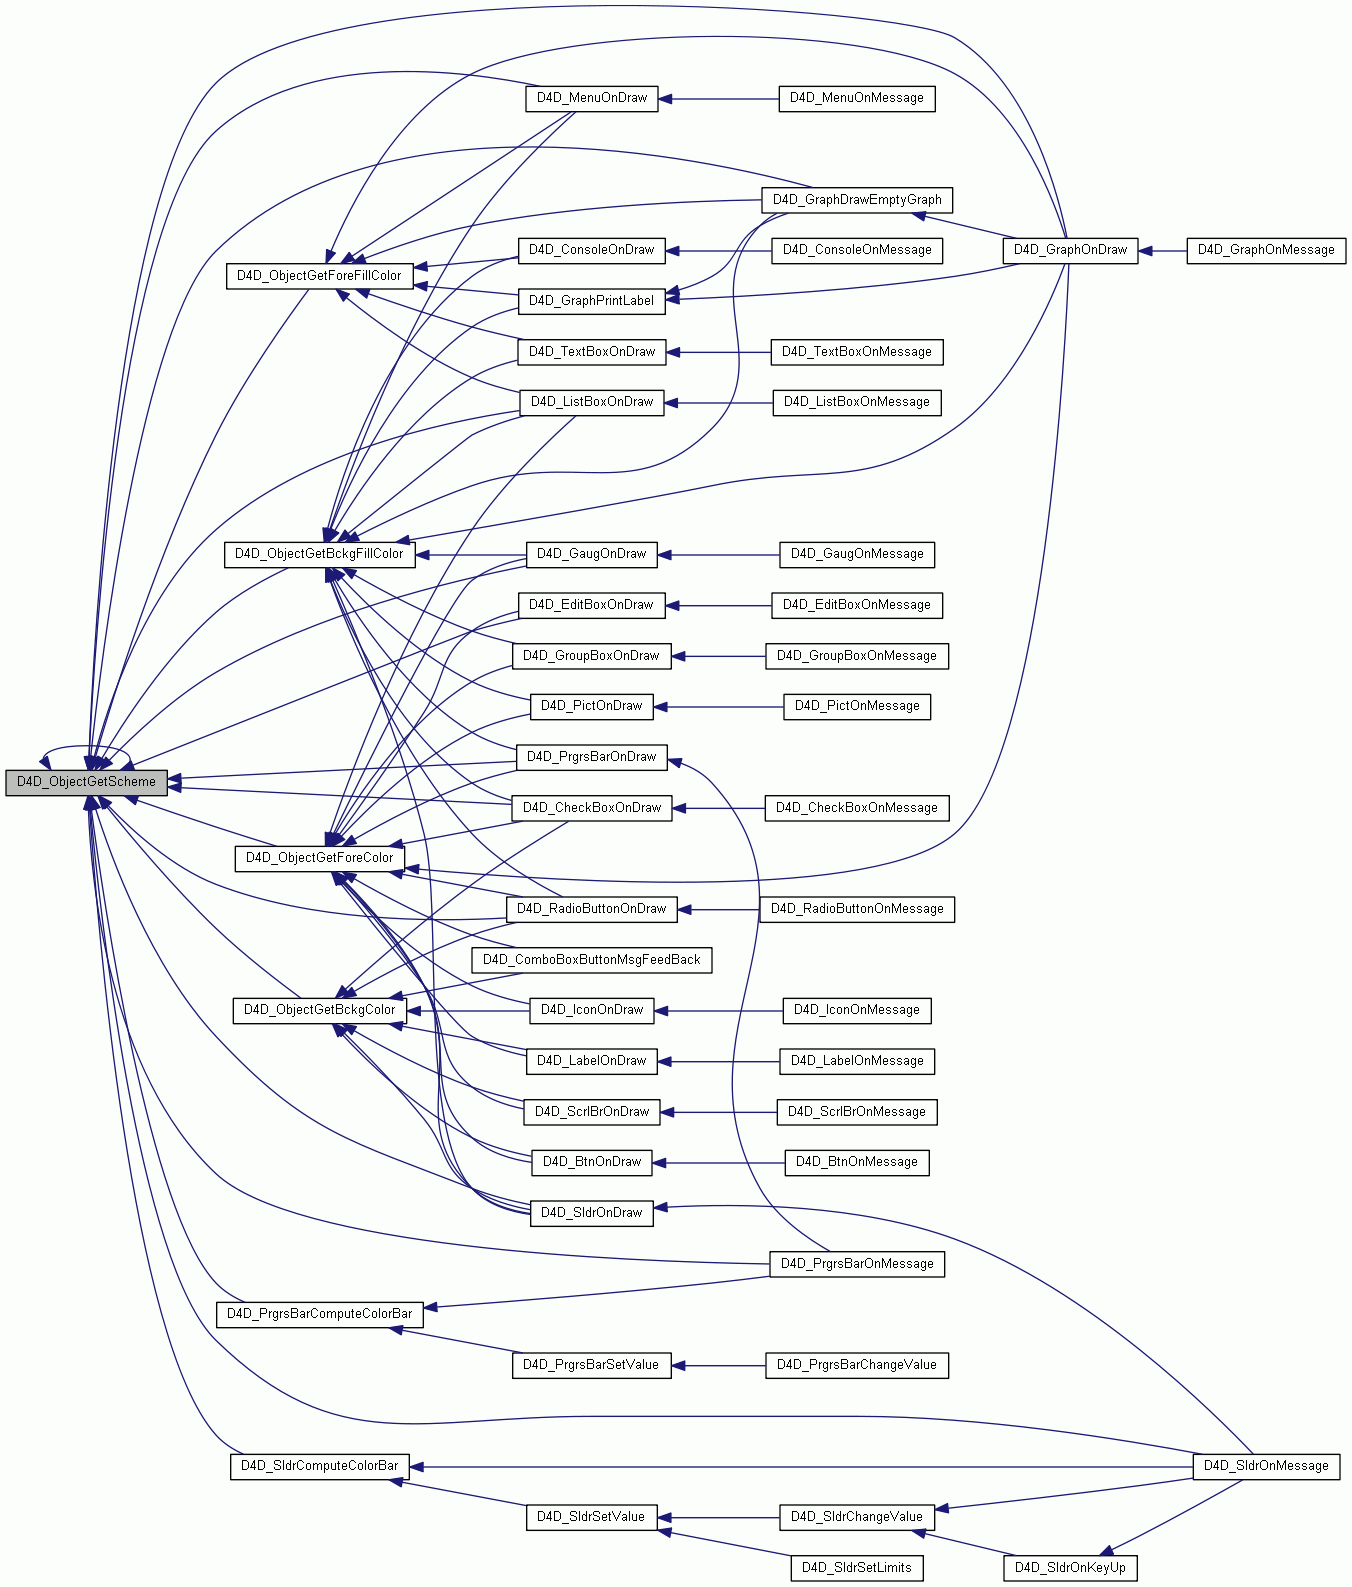 D4D_MenuOnDraw
D4D_MenuOnMessage
D4D_GraphDrawEmptyGraph
D4D_ConsoleOnDraw
D4D_ConsoleOnMessage
D4D_GraphOnDraw
D4D_GraphOnMessage
D4D_ObjectGetForeFillColor
D4D_GraphPrintLabel
D4D_TextBoxOnDraw
D4D_TextBoxOnMessage
D4D_ListBoxOnDraw
D4D_ListBoxOnMessage
D4D_ObjectGetBckgFillColor
D4D_GaugOnDraw
D4D_GaugOnMessage
D4D_EditBoxOnDraw
D4D_EditBoxOnMessage
D4D_GroupBoxOnDraw
D4D_GroupBoxOnMessage
D4D_PictOnDraw
D4D_PictOnMessage
D4D_PrgrsBarOnDraw
D4D_ObjectGetScheme
D4D_CheckBoxOnDraw
D4D_CheckBoxOnMessage
D4D_ObjectGetForeColor
D4D_RadioButtonOnDraw
D4D_RadioButtonOnMessage
D4D_ComboBoxButtonMsgFeedBack
D4D_ObjectGetBckgColor
D4D_IconOnDraw
D4D_IconOnMessage
D4D_LabelOnDraw
D4D_LabelOnMessage
D4D_ScrlBrOnDraw
D4D_ScrlBrOnMessage
D4D_BtnOnDraw
D4D_BtnOnMessage
D4D_SldrOnDraw
D4D_PrgrsBarOnMessage
D4D_PrgrsBarComputeColorBar
D4D_PrgrsBarSetValue
D4D_PrgrsBarChangeValue
D4D_SldrComputeColorBar
D4D_SldrOnMessage
D4D_SldrSetValue
D4D_SldrChangeValue
D4D_SldrSetLimits
D4D_SldrOnKeyUp